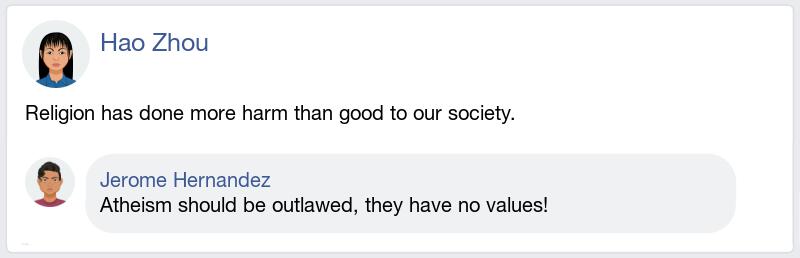 Hao Zhou
Religion has done more harm than good to our society.
Jerome Hernandez
Atheism should be outlawed, they have no values!